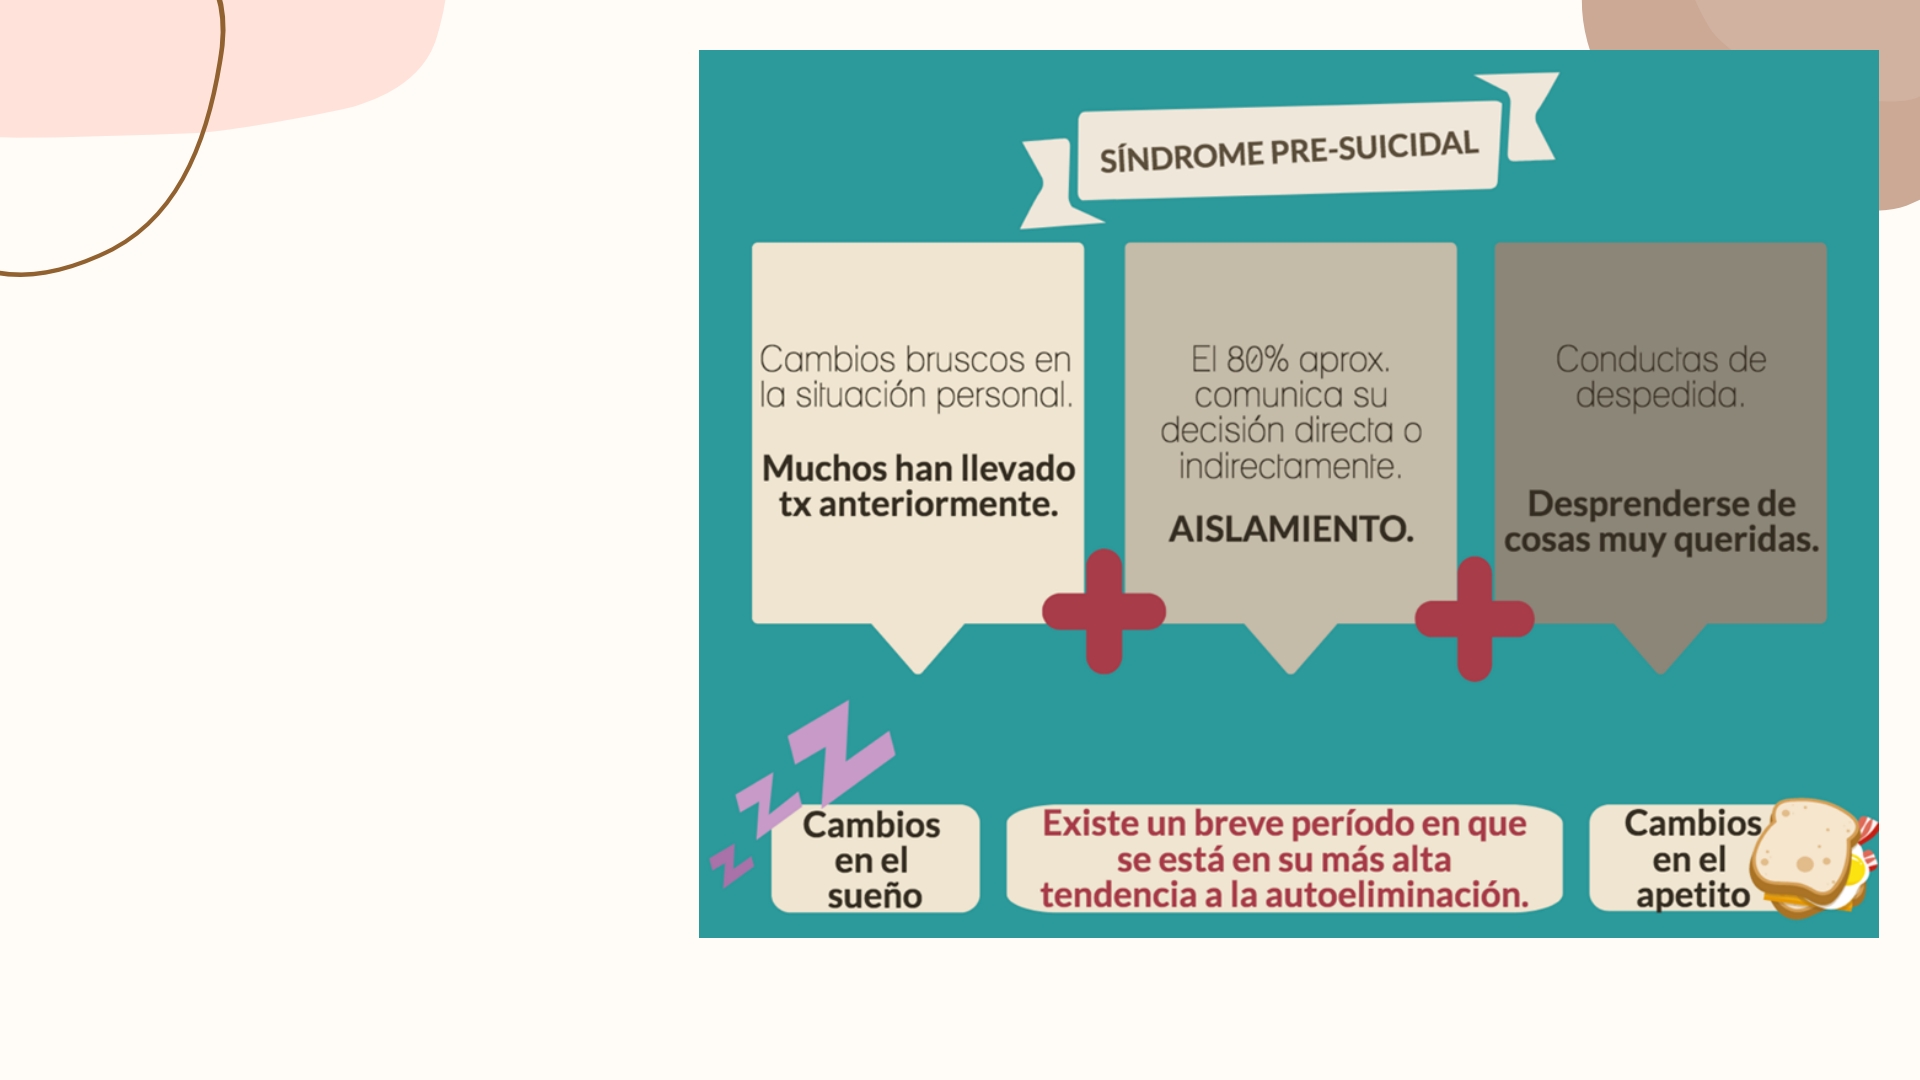 SÍNDROME PRE-SUICIDAL
Cambios bruscos en
la situación personal.
Muchos han llevado
tx anteriormente.
El 80% aprox.
comunica su
decisión directa o
indirectamente.
AISLAMIENTO.
Conductas de
despedida.
Desprenderse de
cosas muy queridas.
Z
Z
Z
Cambios
en el
sueño
Existe un breve período en que
se está en su más alta
tendencia a la autoeliminación.
Cambios
en el
apetito